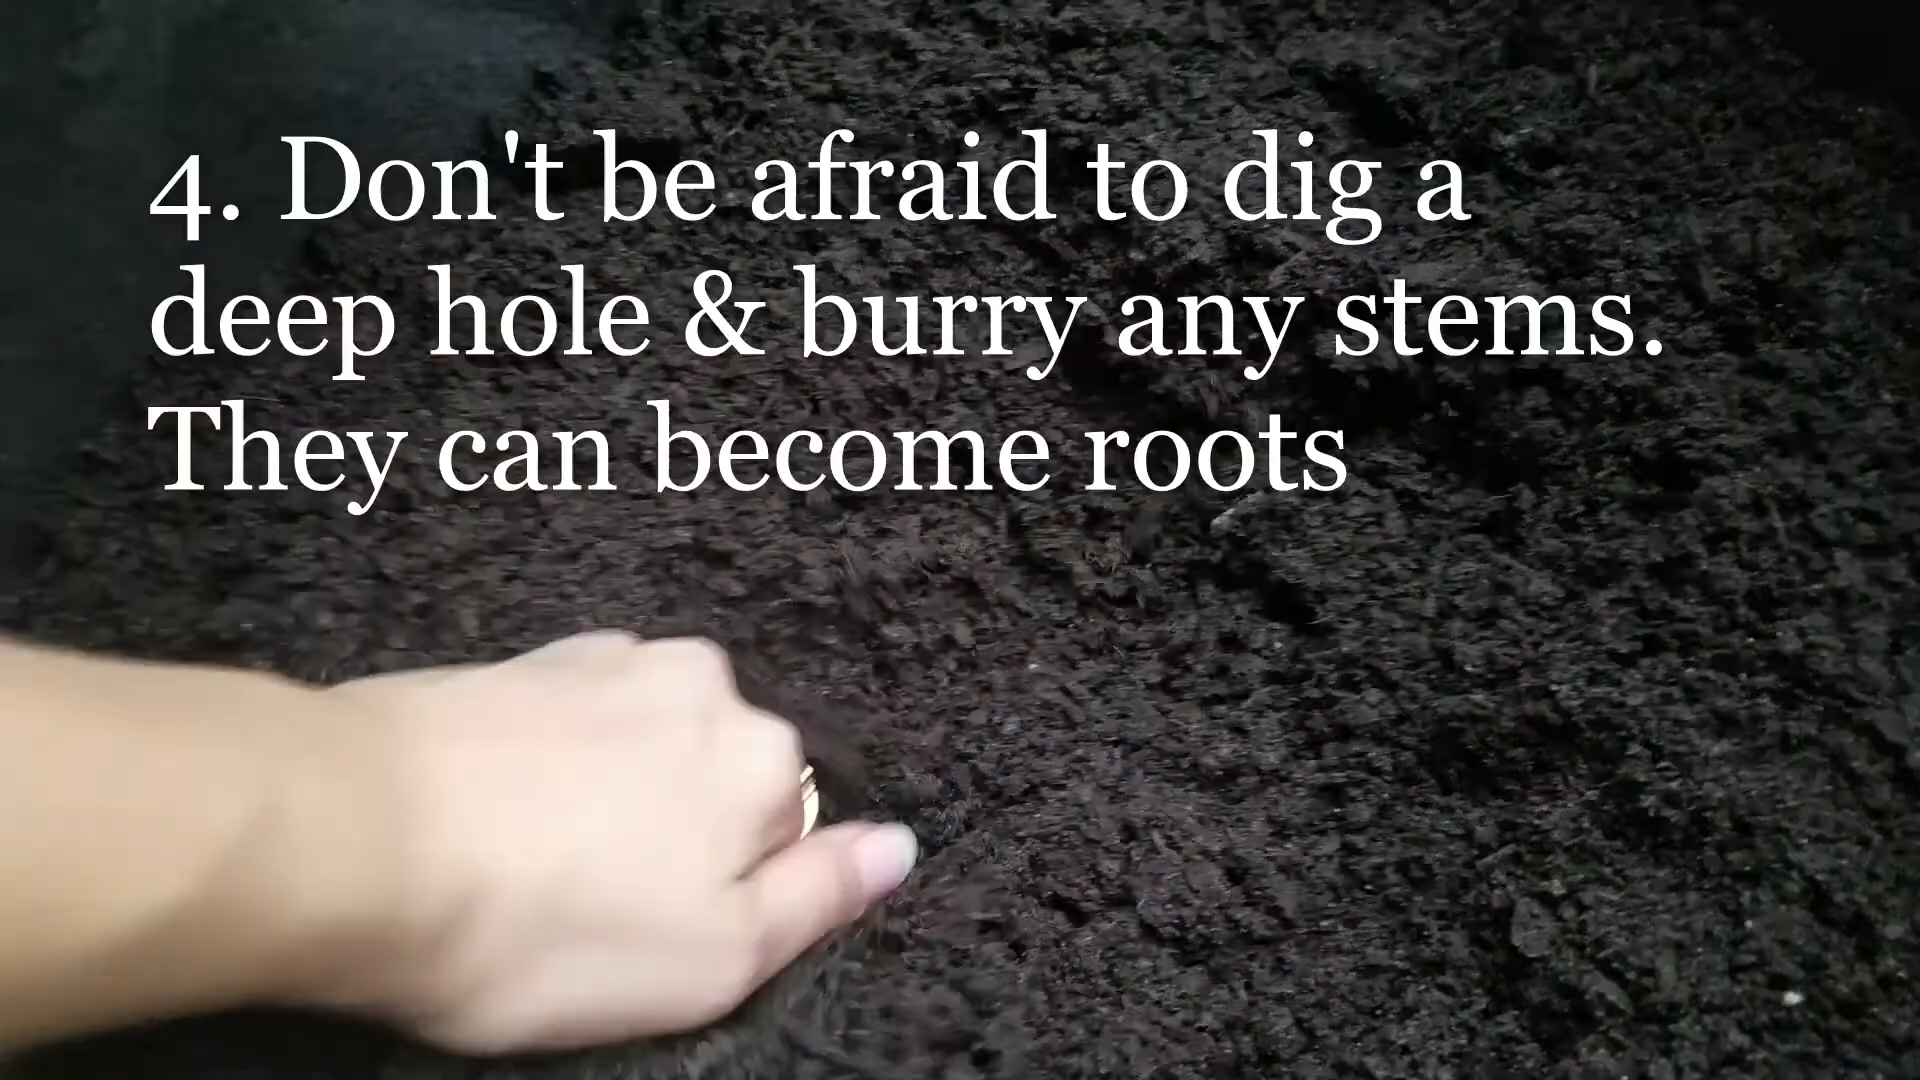 4. Don't be afraid to dig a
deep hole & burry any stems.
They can become roots